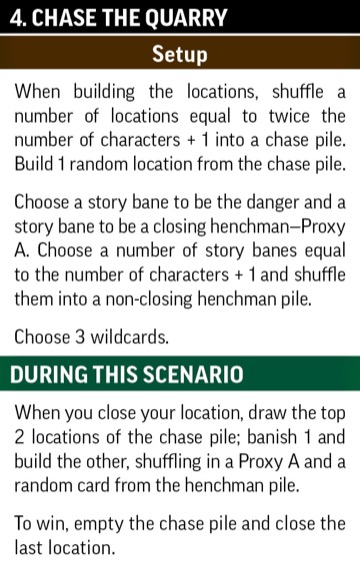 4. CHASE THE QUARRY
Setup
When building the locations, shuffle a
number of locations equal to twice the
number of characters + 1 into a chase pile.
Build 1 random location from the chase pile.
Choose a story bane to be the danger and a
story bane to be a closing henchman–Proxy
A. Choose a number of story banes equal
to the number of characters + 1 and shuffle
them into a non-closing henchman pile.
Choose 3 wildcards.
DURING THIS SCENARIO
When you close your location, draw the top
2 locations of the chase pile; banish 1 and
build the other, shuffling in a Proxy A and a
random card from the henchman pile.
To win, empty the chase pile and close the
last location.